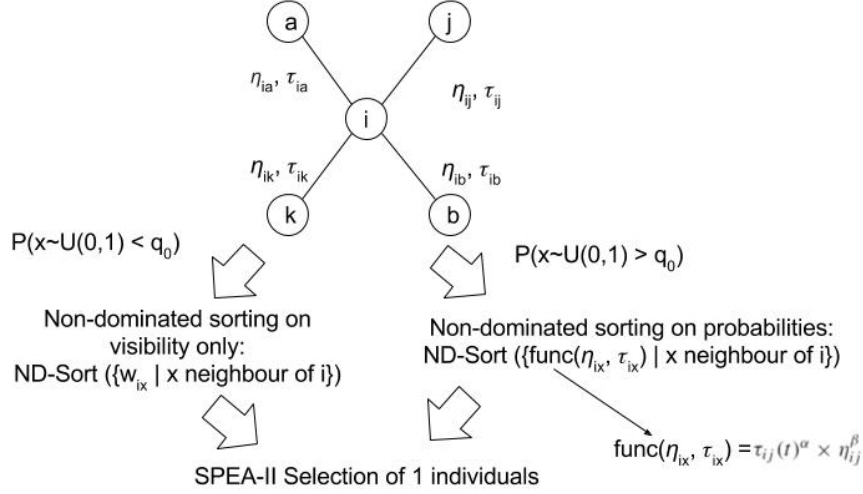 a
j
η_ia, τ_ia
η_ij, τ_ij
i
η_ik, τ_ik
η_ib, τ_ib
k
b
P(x~U(0,1) < q_0)
P(x~U(0,1) > q_0)
Non-dominated sorting on
visibility only:
ND-Sort ({w_ix | x neighbour of i})
Non-dominated sorting on probabilities:
ND-Sort ({func(η_ix, τ_ix) | x neighbour of i})
func(η_ix, τ_ix) = τ_ij(t)^α × η_ij^β
SPEA-II Selection of 1 individuals